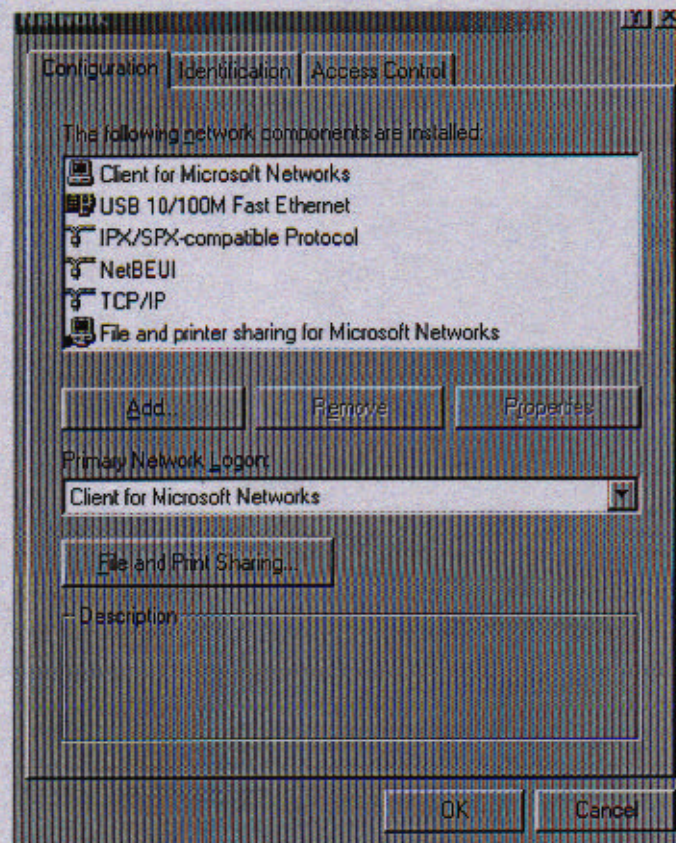 Network
Configuration Identification Access Control
The following network components are installed:
Client for Microsoft Networks
USB 10/100M Fast Ethernet
IPX/SPX-compatible Protocol
NetBEUI
TCP/IP
File and printer sharing for Microsoft Networks
Add... Remove Properties
Primary Network Logon:
Client for Microsoft Networks
File and Print Sharing...
Description
OK Cancel